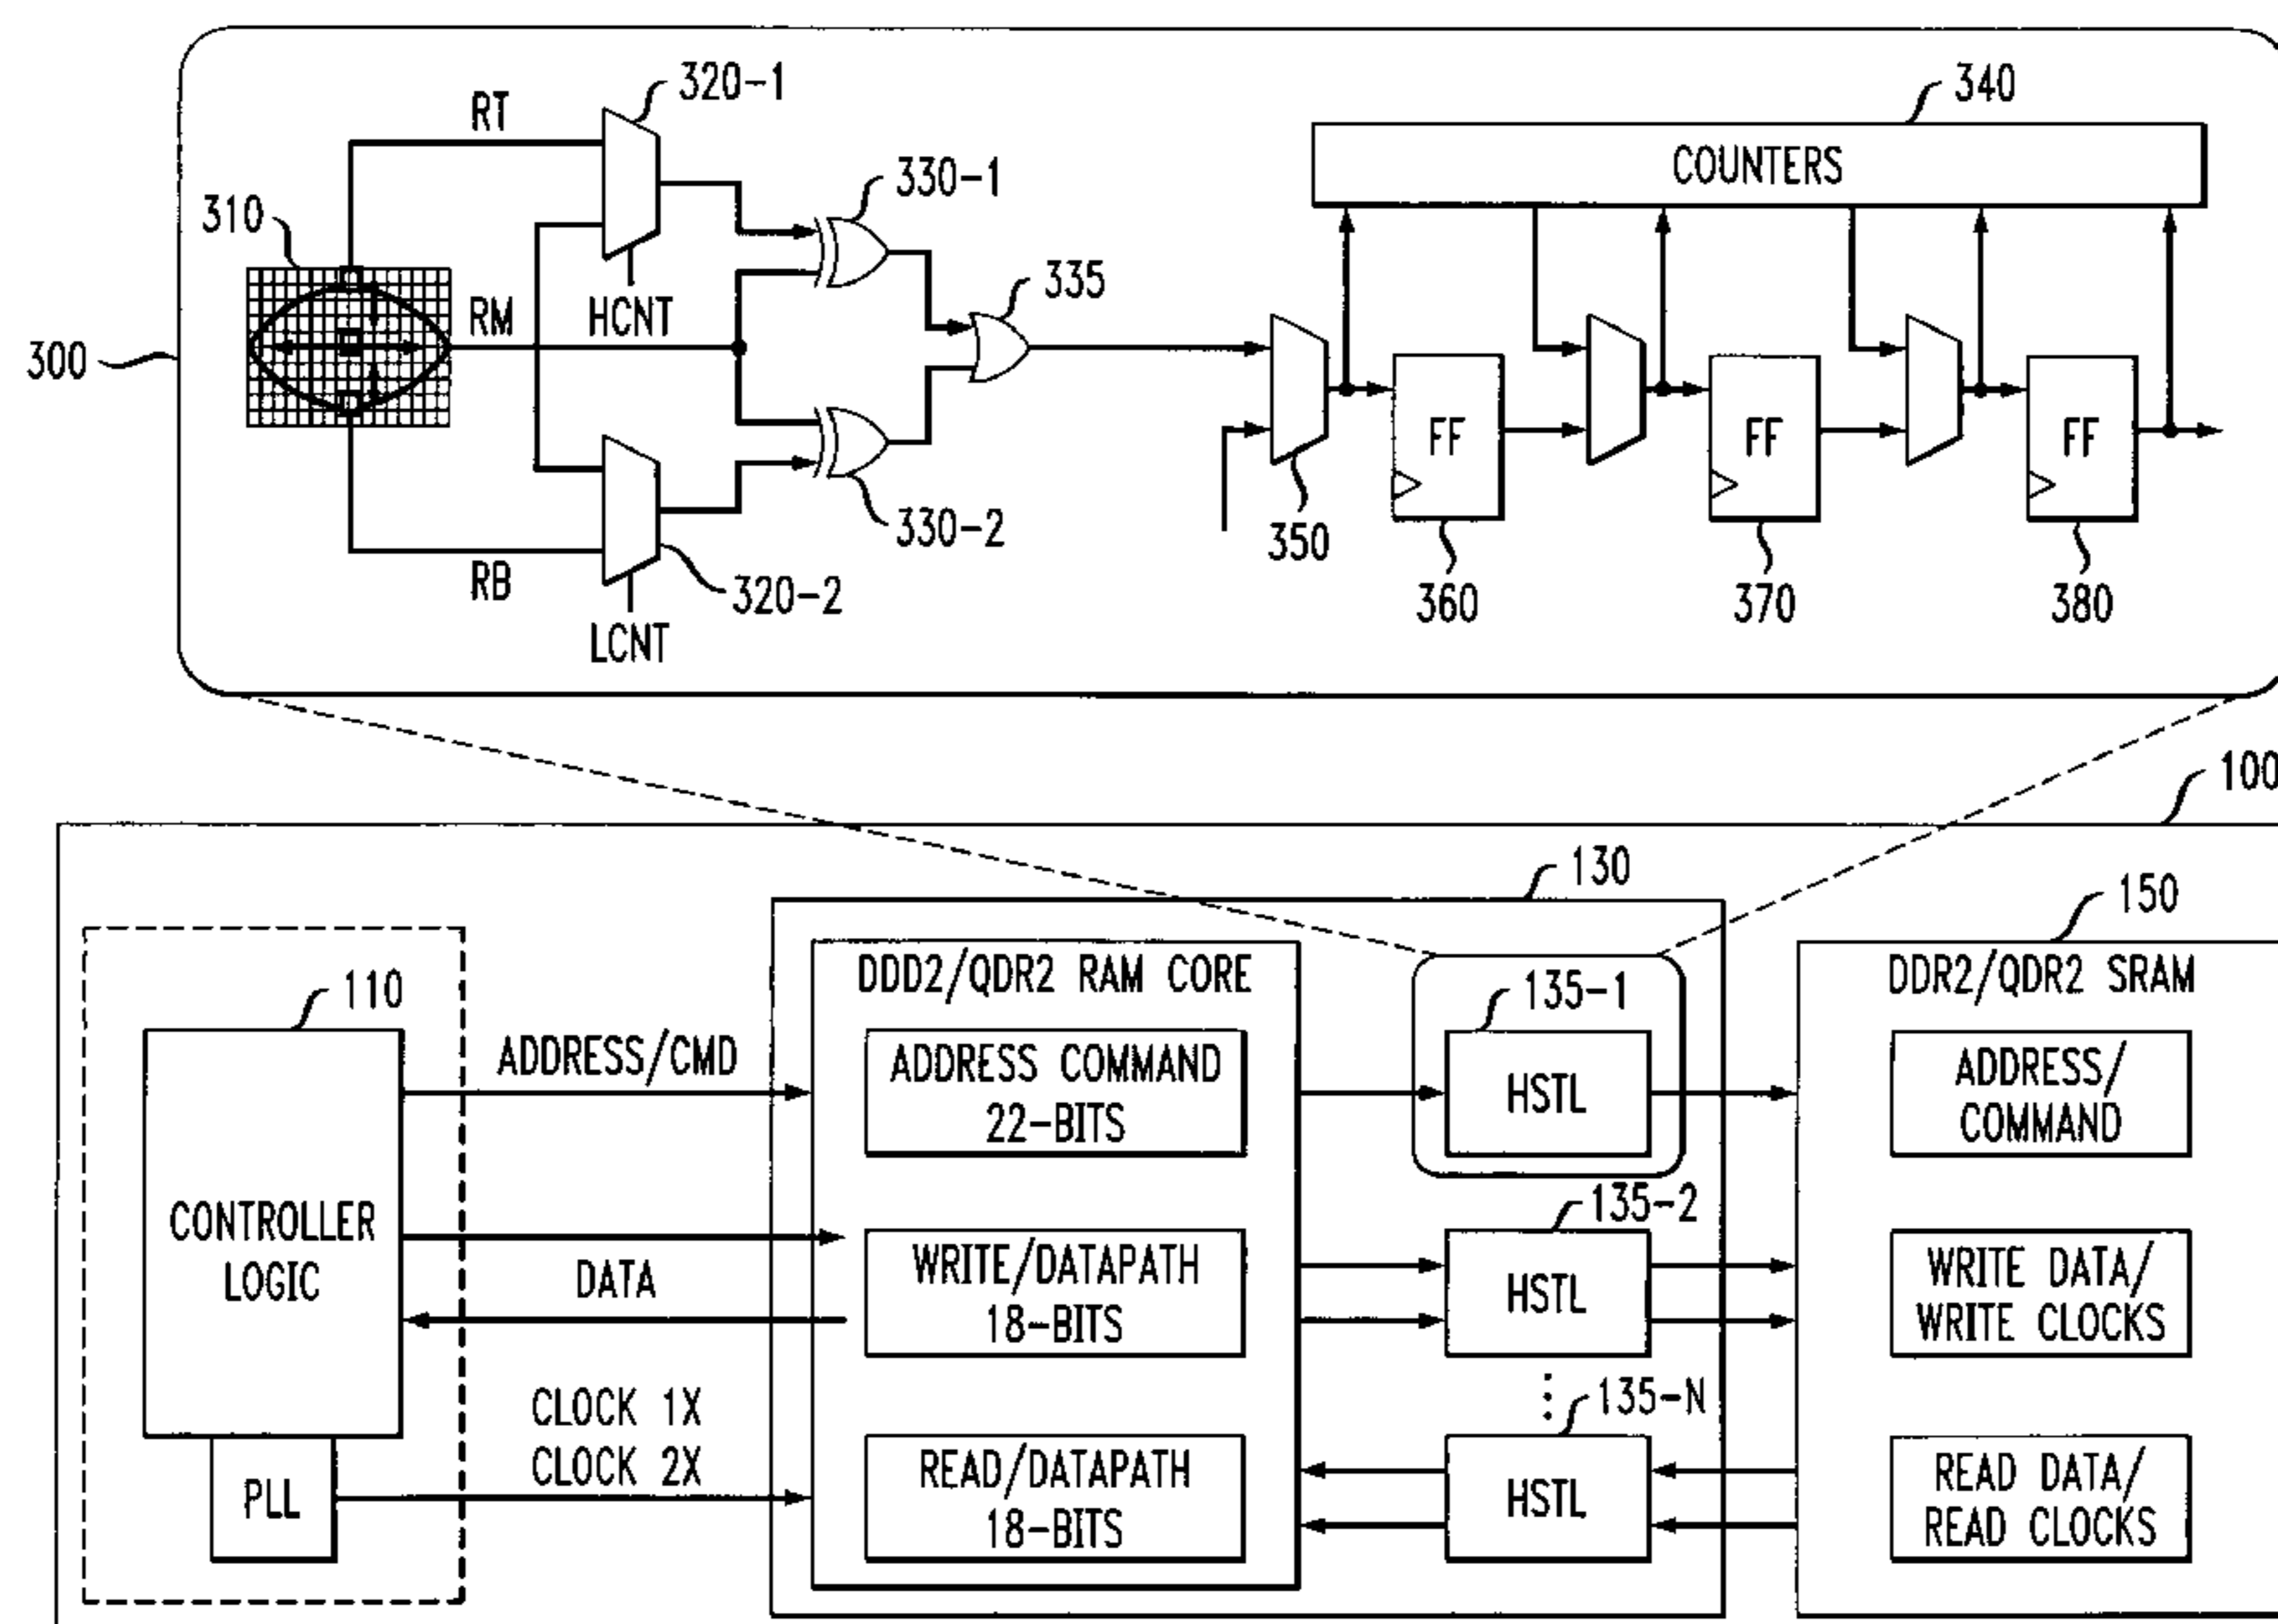 320-1
340
RT
COUNTERS
330-1
310
335
RM
HCNT
300
FF
FF
FF
350
330-2
RB
320-2
360
370
380
LCNT
100
130
150
DDD2/QDR2 RAM CORE
DDR2/QDR2 SRAM
110
135-1
ADDRESS/CMD
ADDRESS COMMAND
22-BITS
HSTL
ADDRESS/
COMMAND
CONTROLLER
LOGIC
135-2
DATA
WRITE/DATAPATH
18-BITS
HSTL
WRITE DATA/
WRITE CLOCKS
135-N
CLOCK 1X
CLOCK 2X
PLL
READ/DATAPATH
18-BITS
HSTL
READ DATA/
READ CLOCKS